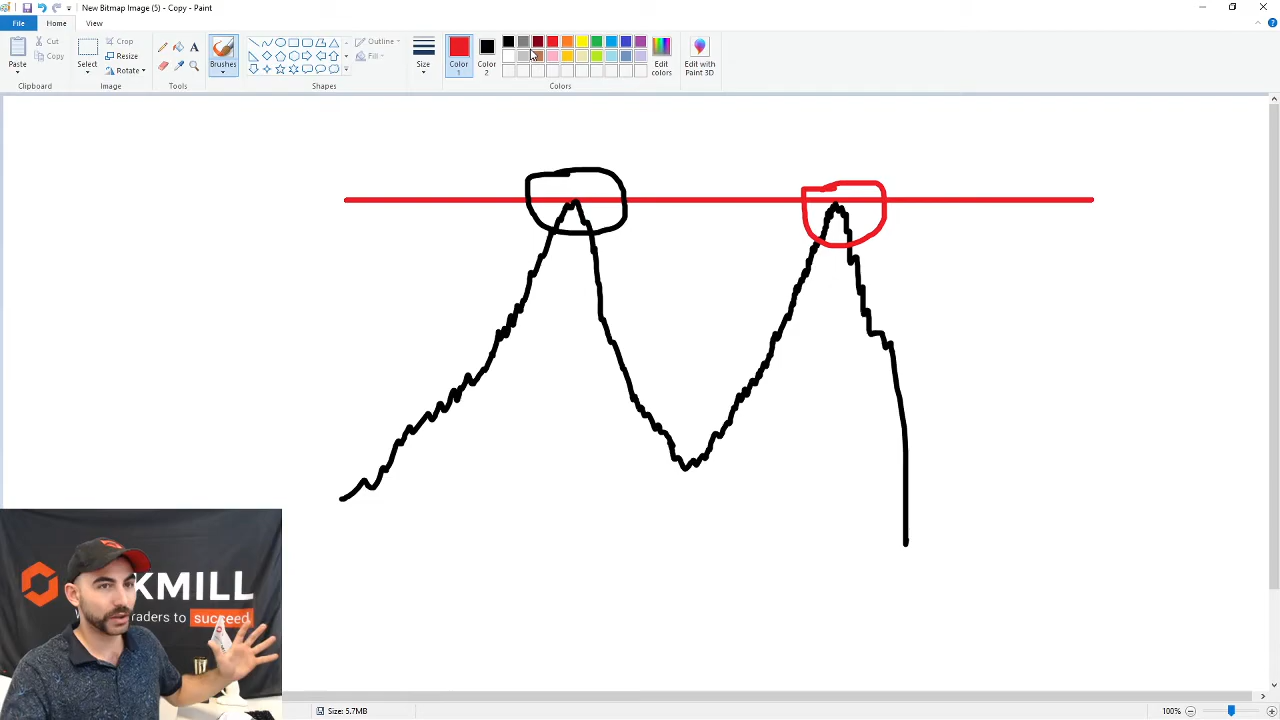 New Bitmap Image (5) - Copy - Paint
File
Home
View
Paste
Cut
Copy
Clipboard
Select
Crop
Resize
Rotate
Image
Tools
Brushes
Shapes
Outline
Fill
Size
Color
1
Color
2
Colors
Edit
colors
Edit with
Paint 3D
KMILL
raders to succeed
Size: 5.7MB
100%